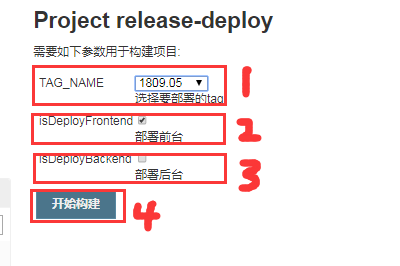 Project release-deploy
需要如下参数用于构建项目:
TAG_NAME 1809.05
选择要部署的tag
1
isDeployFrontend
部署前台
2
isDeployBackend
部署后台
3
开始构建
4